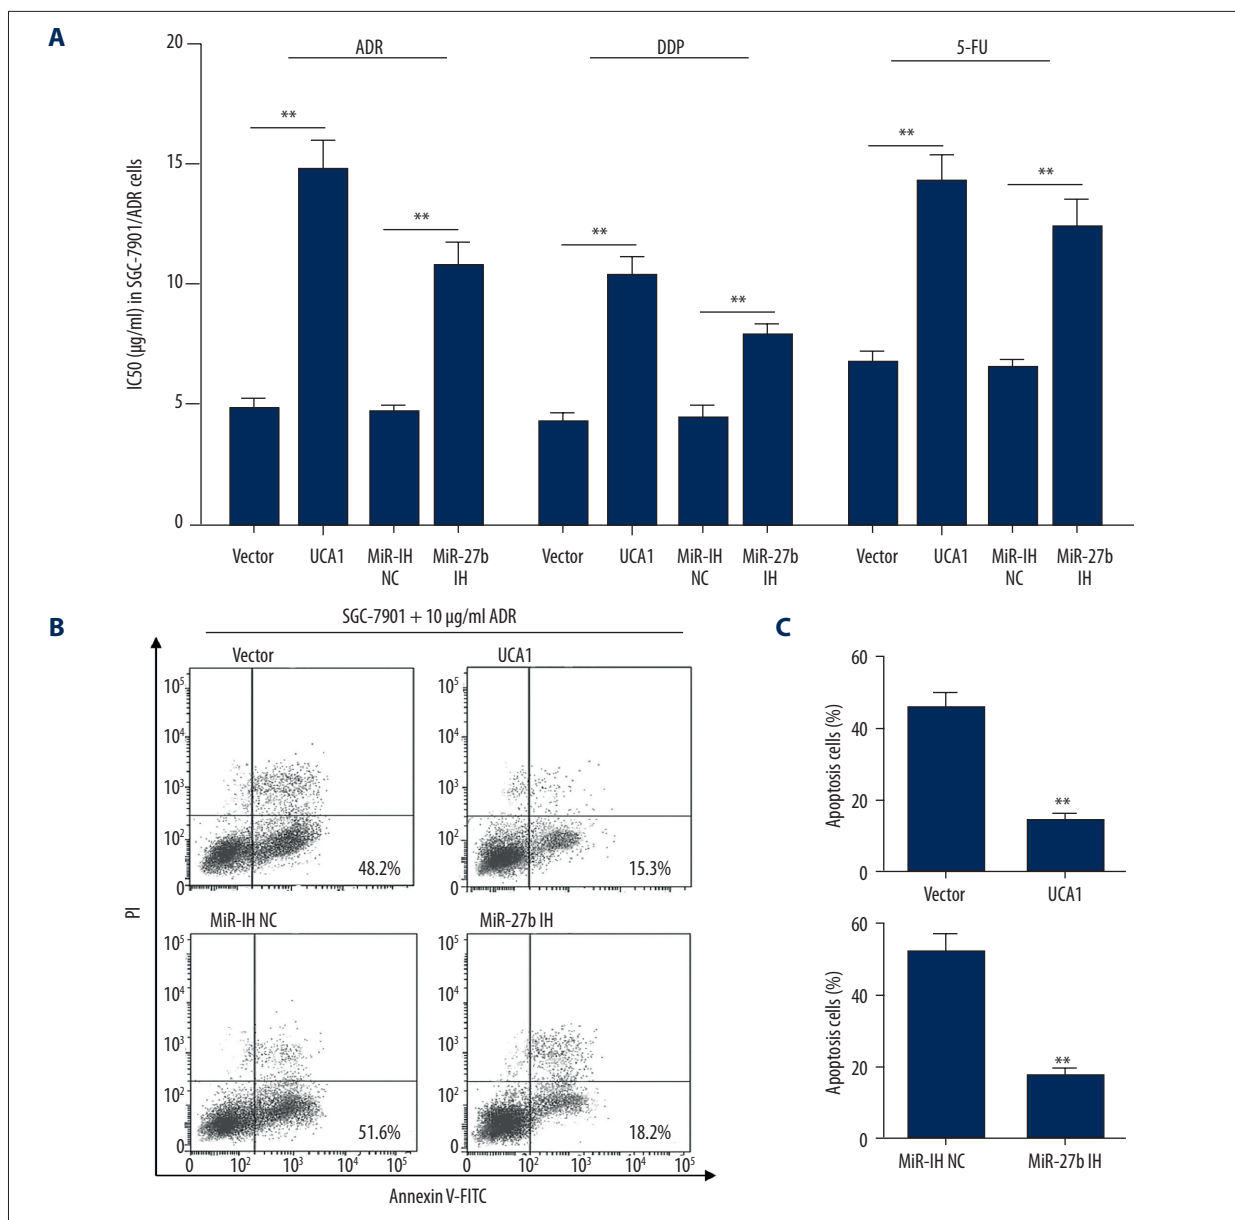 A
ADR
DDP
5-FU
IC50 (µg/ml) in SGC-7901/ADR cells
20
15
10
5
0
**
**
**
**
**
**
Vector
UCA1
MiR-IH NC
MiR-27b IH
Vector
UCA1
MiR-IH NC
MiR-27b IH
Vector
UCA1
MiR-IH NC
MiR-27b IH
B
SGC-7901 + 10 µg/ml ADR
Vector
10⁵
10⁴
10³
10²
0
48.2%
UCA1
10⁵
10⁴
10³
10²
0
15.3%
MiR-IH NC
10⁵
10⁴
10³
10²
0
51.6%
0 10² 10³ 10⁴ 10⁵
MiR-27b IH
10⁵
10⁴
10³
10²
0
18.2%
0 10² 10³ 10⁴ 10⁵
PI
Annexin V-FITC
C
Apoptosis cells (%)
60
40
20
0
**
Vector
UCA1
Apoptosis cells (%)
60
40
20
0
**
MiR-IH NC
MiR-27b IH